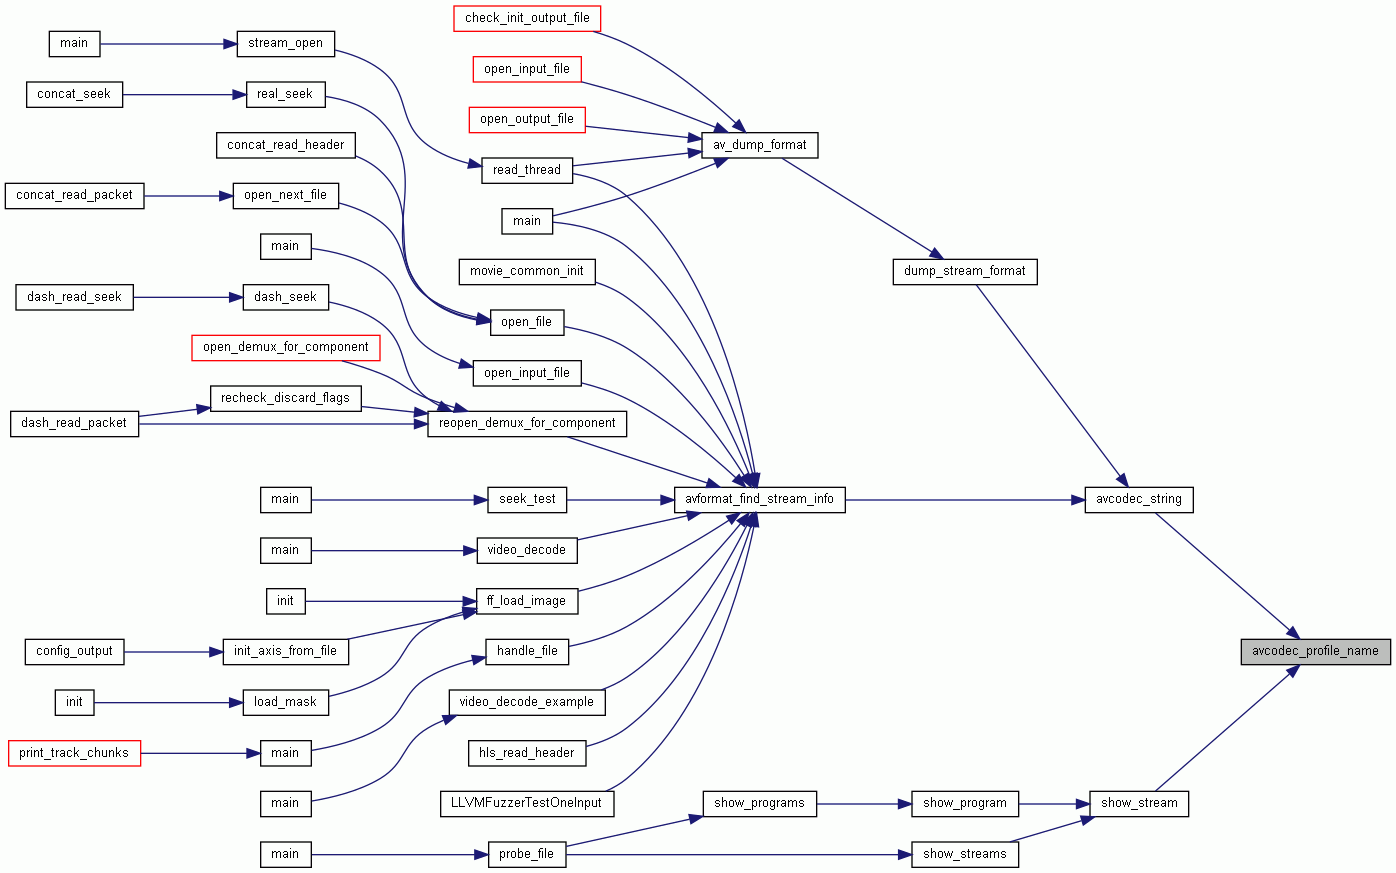 check_init_output_file
main
stream_open
open_input_file
concat_seek
real_seek
open_output_file
concat_read_header
av_dump_format
read_thread
concat_read_packet
open_next_file
main
main
movie_common_init
dump_stream_format
dash_read_seek
dash_seek
open_file
open_demux_for_component
open_input_file
recheck_discard_flags
dash_read_packet
reopen_demux_for_component
main
seek_test
avformat_find_stream_info
avcodec_string
main
video_decode
init
ff_load_image
config_output
init_axis_from_file
handle_file
avcodec_profile_name
init
load_mask
video_decode_example
print_track_chunks
main
hls_read_header
main
LLVMFuzzerTestOneInput
show_programs
show_program
show_stream
main
probe_file
show_streams